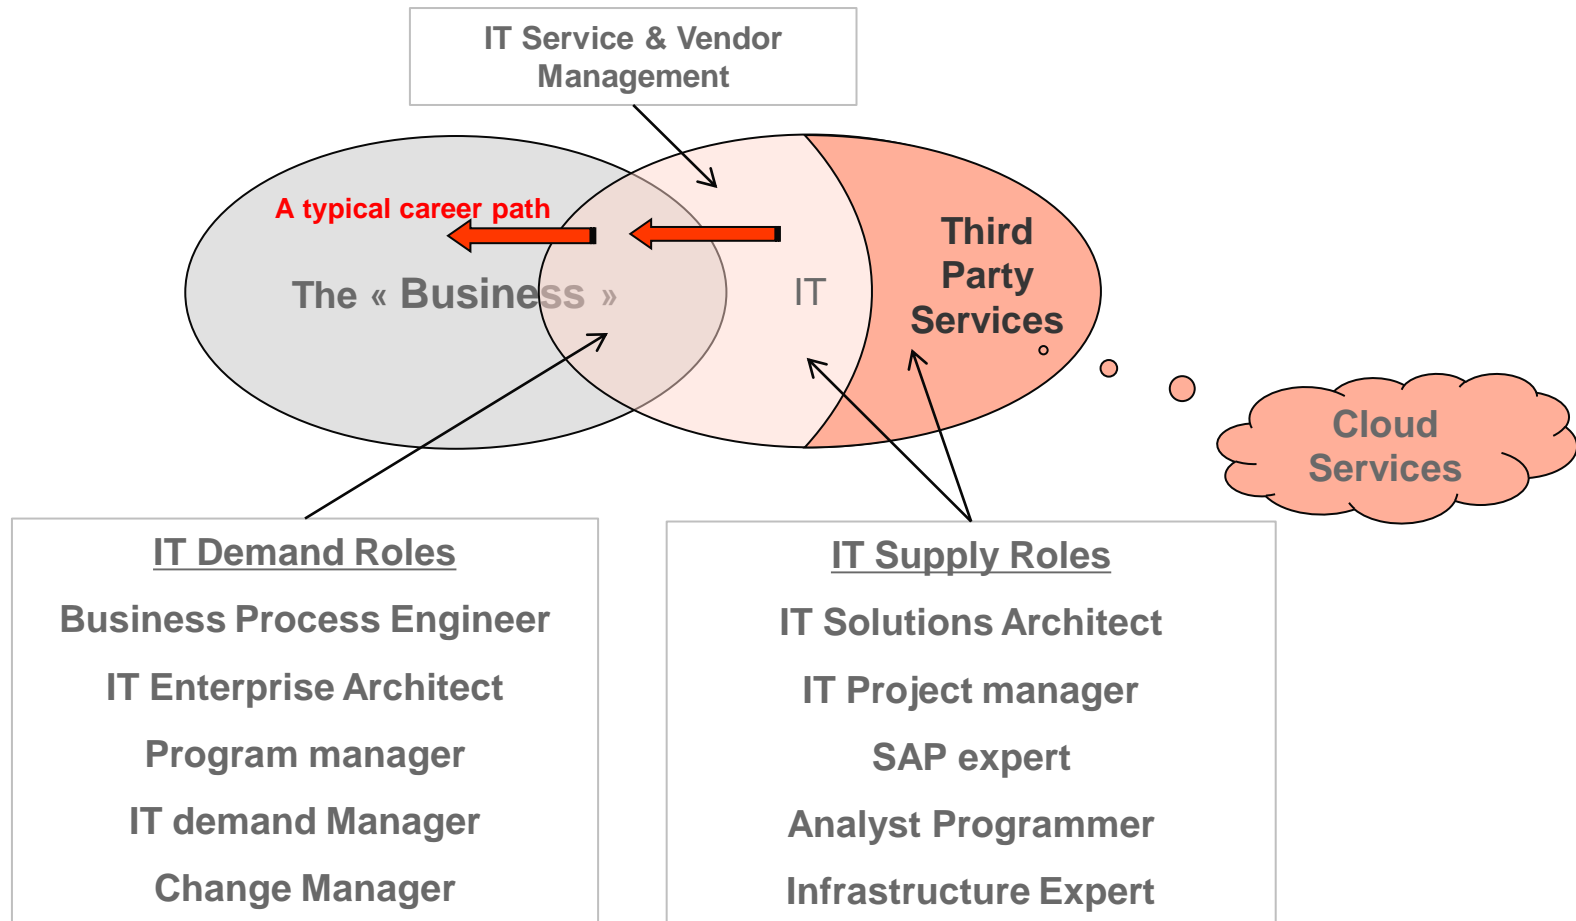 IT Service & Vendor
Management
A typical career path
The « Business »
IT
Third
Party
Services
Cloud
Services
IT Demand Roles
Business Process Engineer
IT Enterprise Architect
Program manager
IT demand Manager
Change Manager
IT Supply Roles
IT Solutions Architect
IT Project manager
SAP expert
Analyst Programmer
Infrastructure Expert